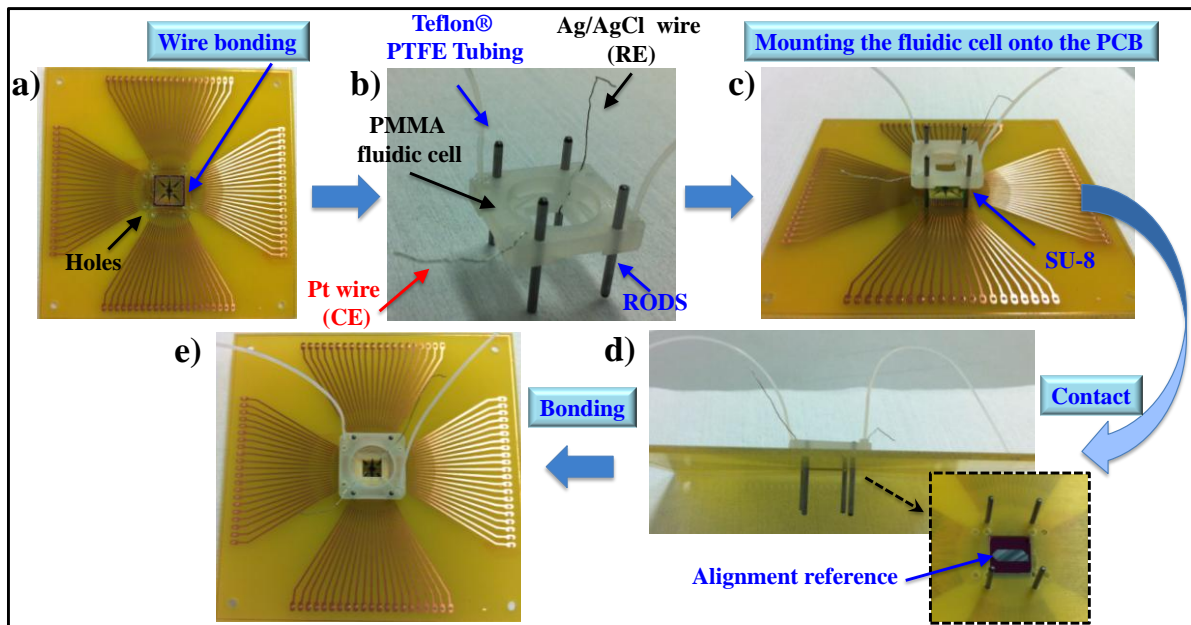 Wire bonding
Teflon®
PTFE Tubing
Ag/AgCl wire
(RE)
Mounting the fluidic cell onto the PCB
a)
b)
c)
PMMA
fluidic cell
Holes
Pt wire
(CE)
RODS
SU-8
e)
d)
Bonding
Contact
Alignment reference